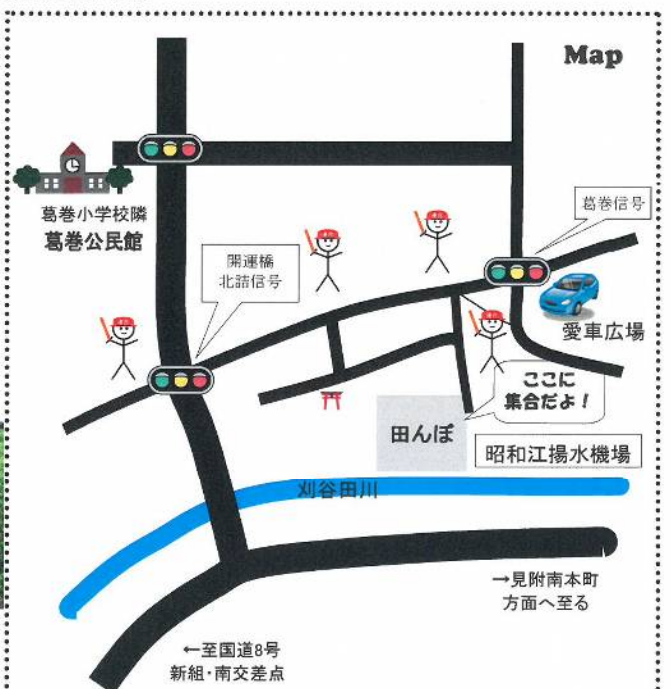 Map
葛巻小学校隣
葛巻公民館
開運橋
北詰信号
葛巻信号
愛車広場
ここに
集合だよ！
田んぼ
昭和江揚水機場
刈谷田川
→見附南本町
方面へ至る
←至国道8号
新組・南交差点